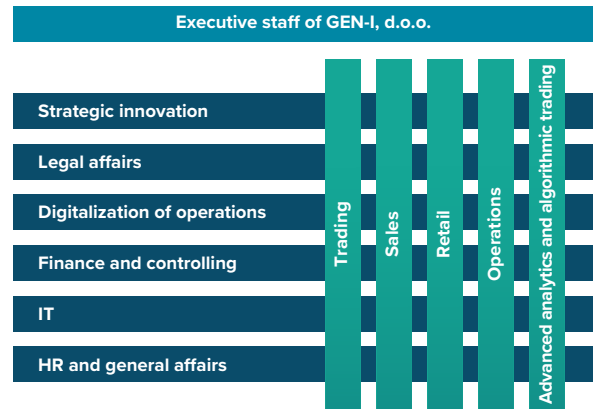 Executive staff of GEN-I, d.o.o.
Strategic innovation
Legal affairs
Digitalization of operations
Finance and controlling
IT
HR and general affairs
Trading
Sales
Retail
Operations
Advanced analytics and algorithmic trading